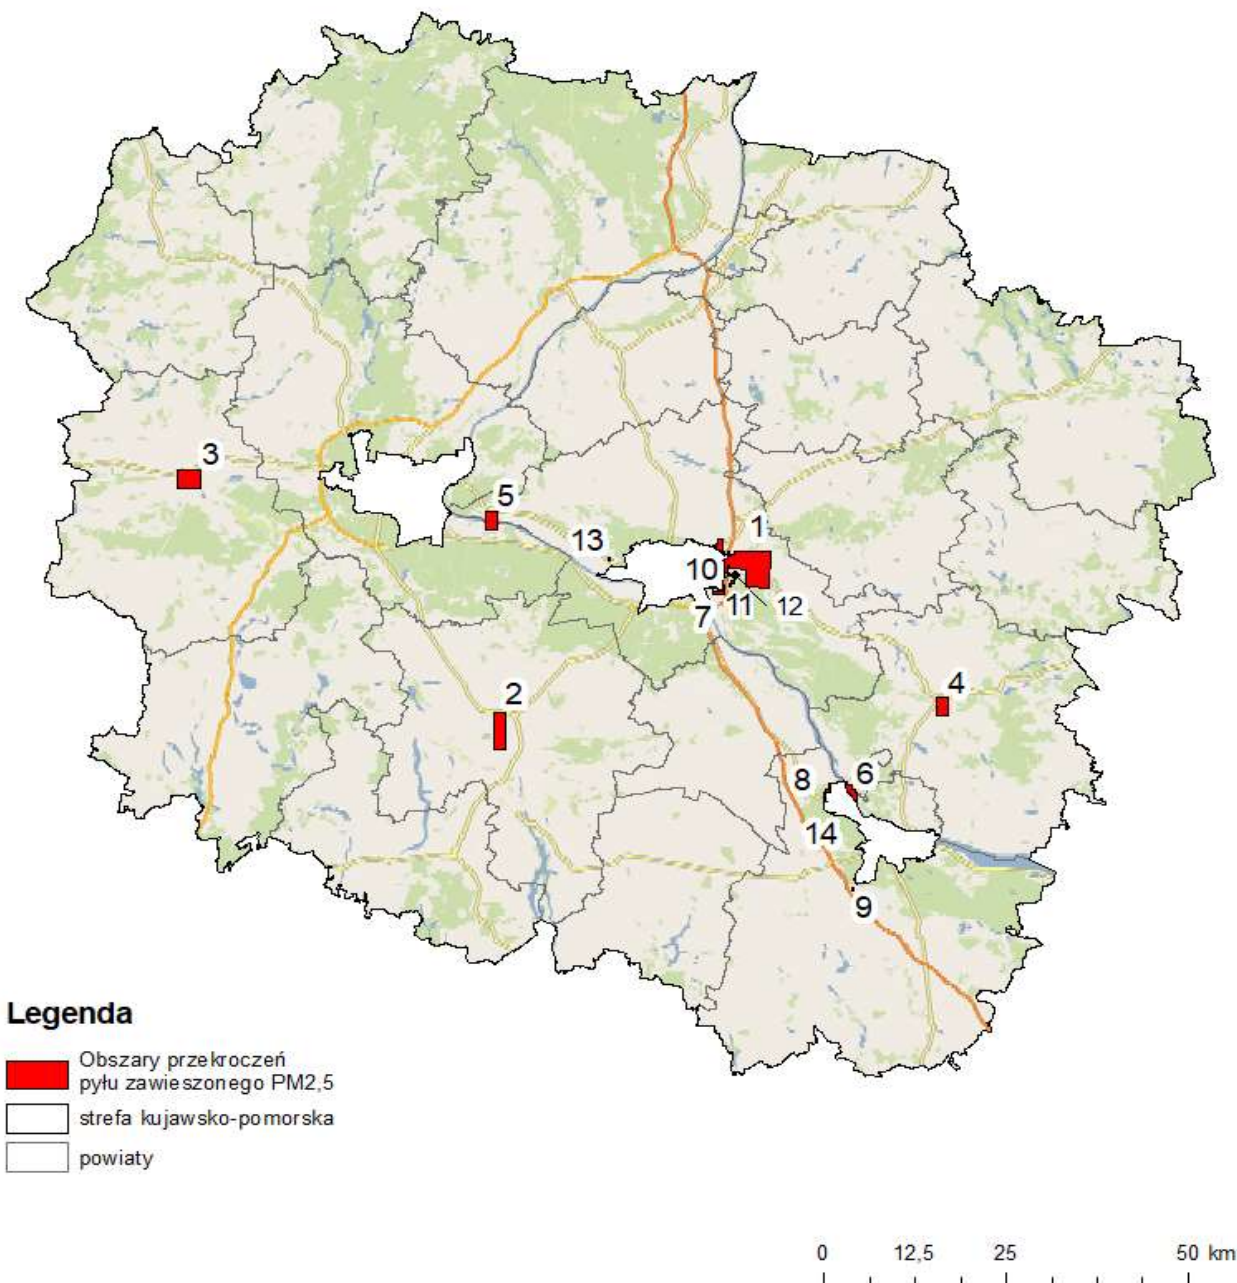 3
5
13
1
10
11
12
7
2
4
8
6
14
9
Legenda
Obszary przekroczeń
pyłu zawieszonego PM2,5
strefa kujawsko-pomorska
powiaty
0 12,5 25 50 km